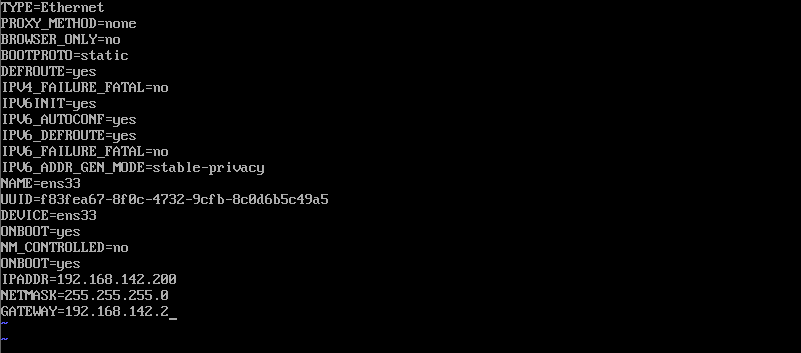 TYPE=Ethernet
PROXY_METHOD=none
BROWSER_ONLY=no
BOOTPROTO=static
DEFROUTE=yes
IPV4_FAILURE_FATAL=no
IPV6INIT=yes
IPV6_AUTOCONF=yes
IPV6_DEFROUTE=yes
IPV6_FAILURE_FATAL=no
IPV6_ADDR_GEN_MODE=stable-privacy
NAME=ens33
UUID=f83fea67-8f0c-4732-9cfb-8c0d6b5c49a5
DEVICE=ens33
ONBOOT=yes
NM_CONTROLLED=no
ONBOOT=yes
IPADDR=192.168.142.200
NETMASK=255.255.255.0
GATEWAY=192.168.142.2_
~
~